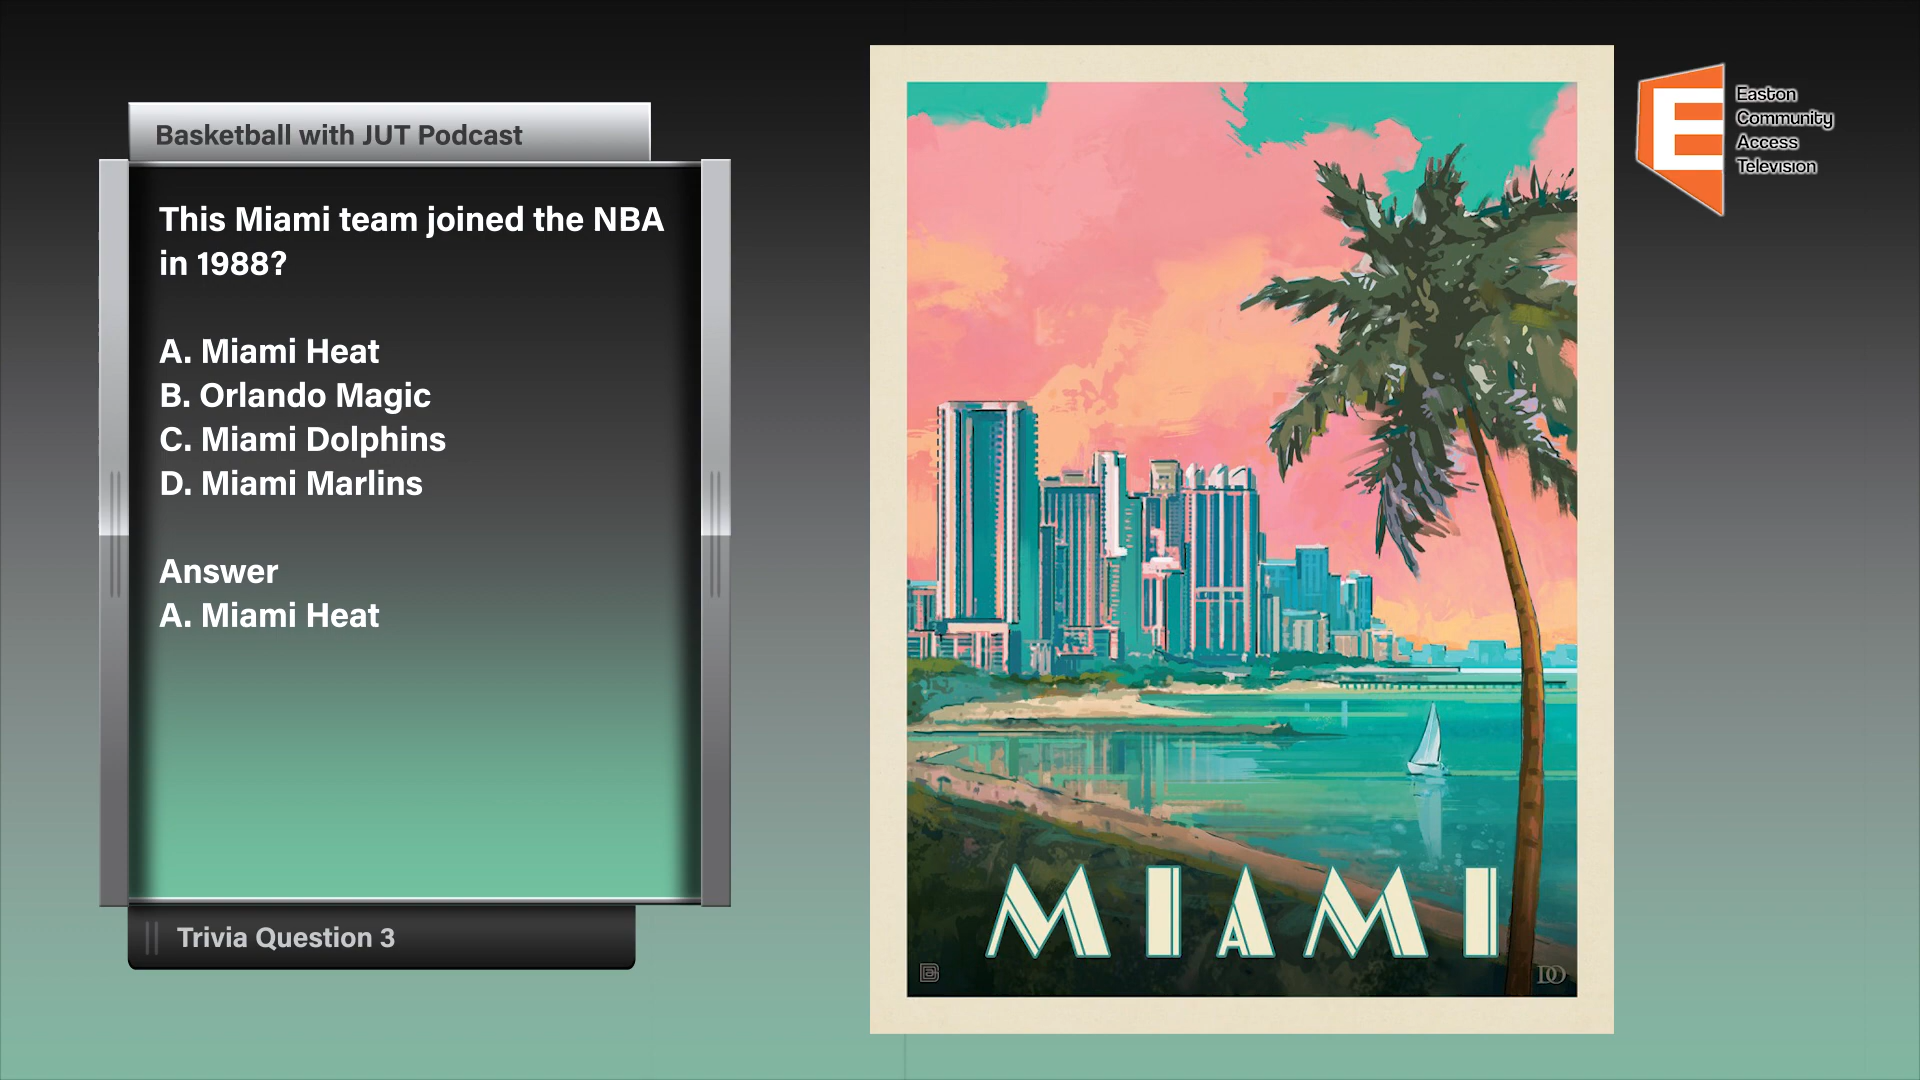 Basketball with JUT Podcast
This Miami team joined the NBA
in 1988?
A. Miami Heat
B. Orlando Magic
C. Miami Dolphins
D. Miami Marlins
Answer
A. Miami Heat
Trivia Question 3
MIAMI
DO
E
Easton
Community
Access
Television